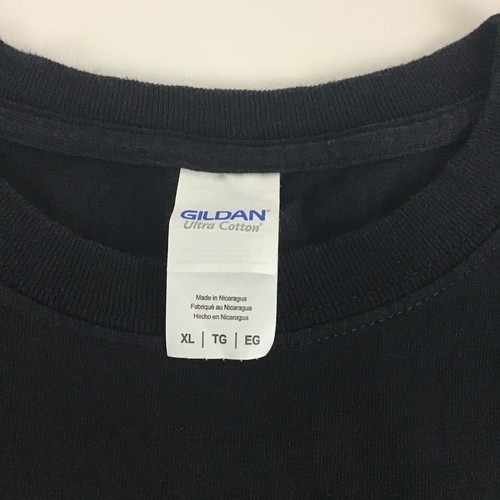 GILDAN®
Ultra Cotton®
Made in Nicaragua
Fabriqué au Nicaragua
Hecho en Nicaragua
XL | TG | EG